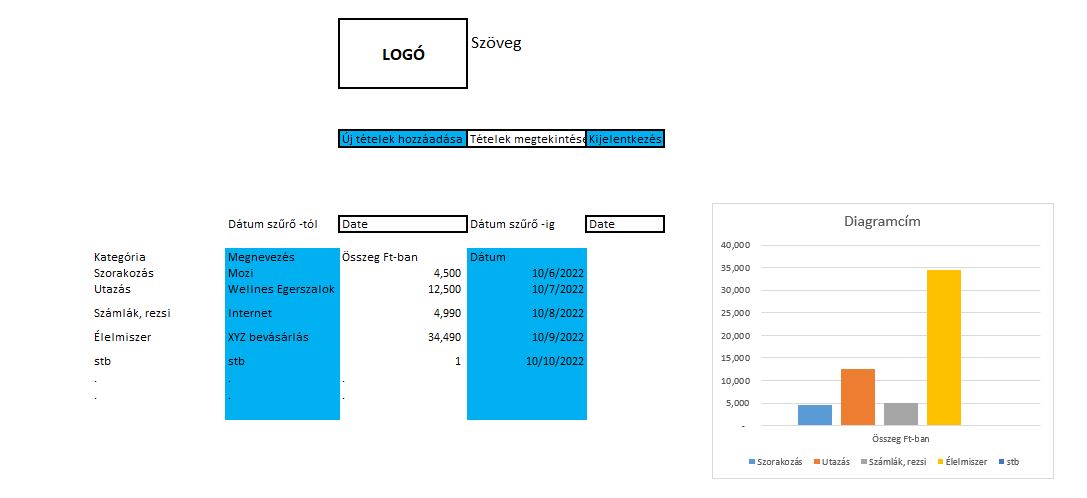 LOGÓ
Szöveg
Új tételek hozzáadása Tételek megtekintése Kijelentkezés
Dátum szűrő -tól Date Dátum szűrő -ig Date
Kategória Megnevezés Összeg Ft-ban Dátum
Szorakozás Mozi 4,500 10/6/2022
Utazás Wellnes Egerszalok 12,500 10/7/2022
Számlák, rezsi Internet 4,990 10/8/2022
Élelmiszer XYZ bevásárlás 34,490 10/9/2022
stb stb 1 10/10/2022
. . .
. . .
Diagramcím
40,000
35,000
30,000
25,000
20,000
15,000
10,000
5,000
-
Összeg Ft-ban
Szorakozás Utazás Számlák, rezsi Élelmiszer stb